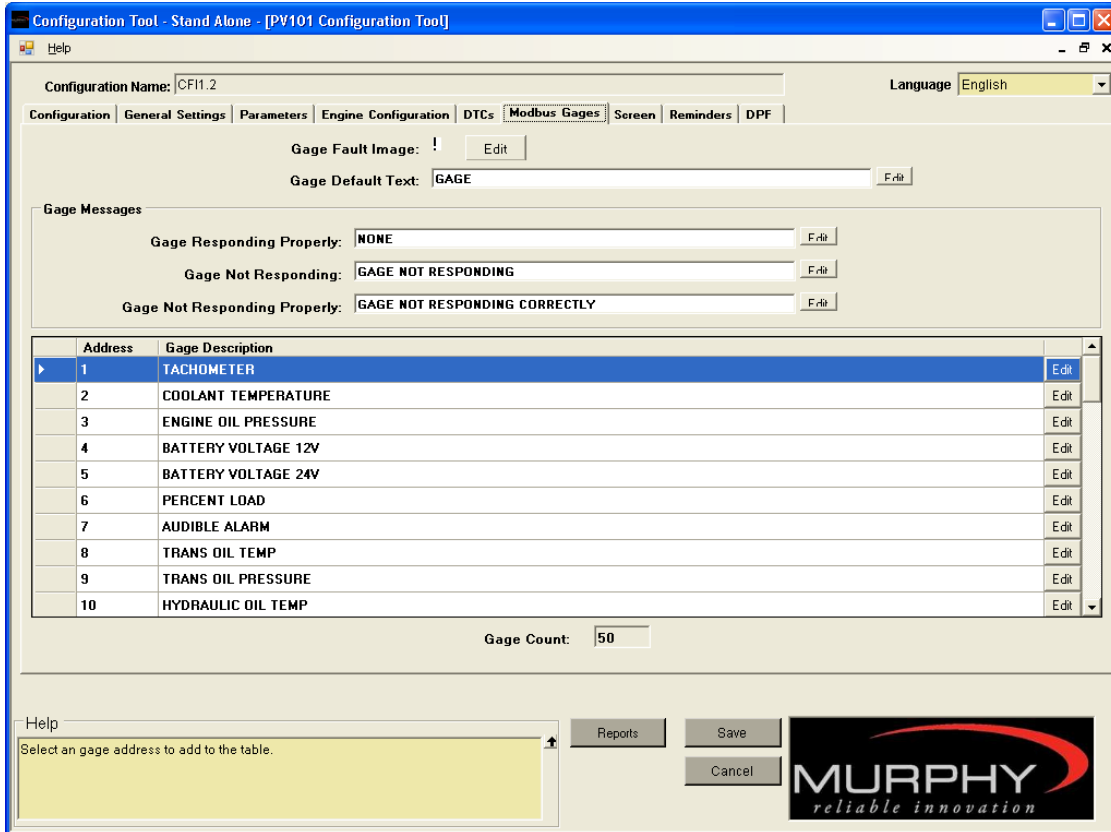 Configuration Tool - Stand Alone - [PV101 Configuration Tool]
Help
Configuration Name: CFI1.2
Language English
Configuration General Settings Parameters Engine Configuration DTCs Modbus Gages Screen Reminders DPF
Gage Fault Image: ! Edit
Gage Default Text: GAGE Edit
Gage Messages
Gage Responding Properly: NONE Edit
Gage Not Responding: GAGE NOT RESPONDING Edit
Gage Not Responding Properly: GAGE NOT RESPONDING CORRECTLY Edit
Address Gage Description
1 TACHOMETER Edit
2 COOLANT TEMPERATURE Edit
3 ENGINE OIL PRESSURE Edit
4 BATTERY VOLTAGE 12V Edit
5 BATTERY VOLTAGE 24V Edit
6 PERCENT LOAD Edit
7 AUDIBLE ALARM Edit
8 TRANS OIL TEMP Edit
9 TRANS OIL PRESSURE Edit
10 HYDRAULIC OIL TEMP Edit
Gage Count: 50
Help
Select an gage address to add to the table.
Reports
Save
Cancel
MURPHY
reliable innovation